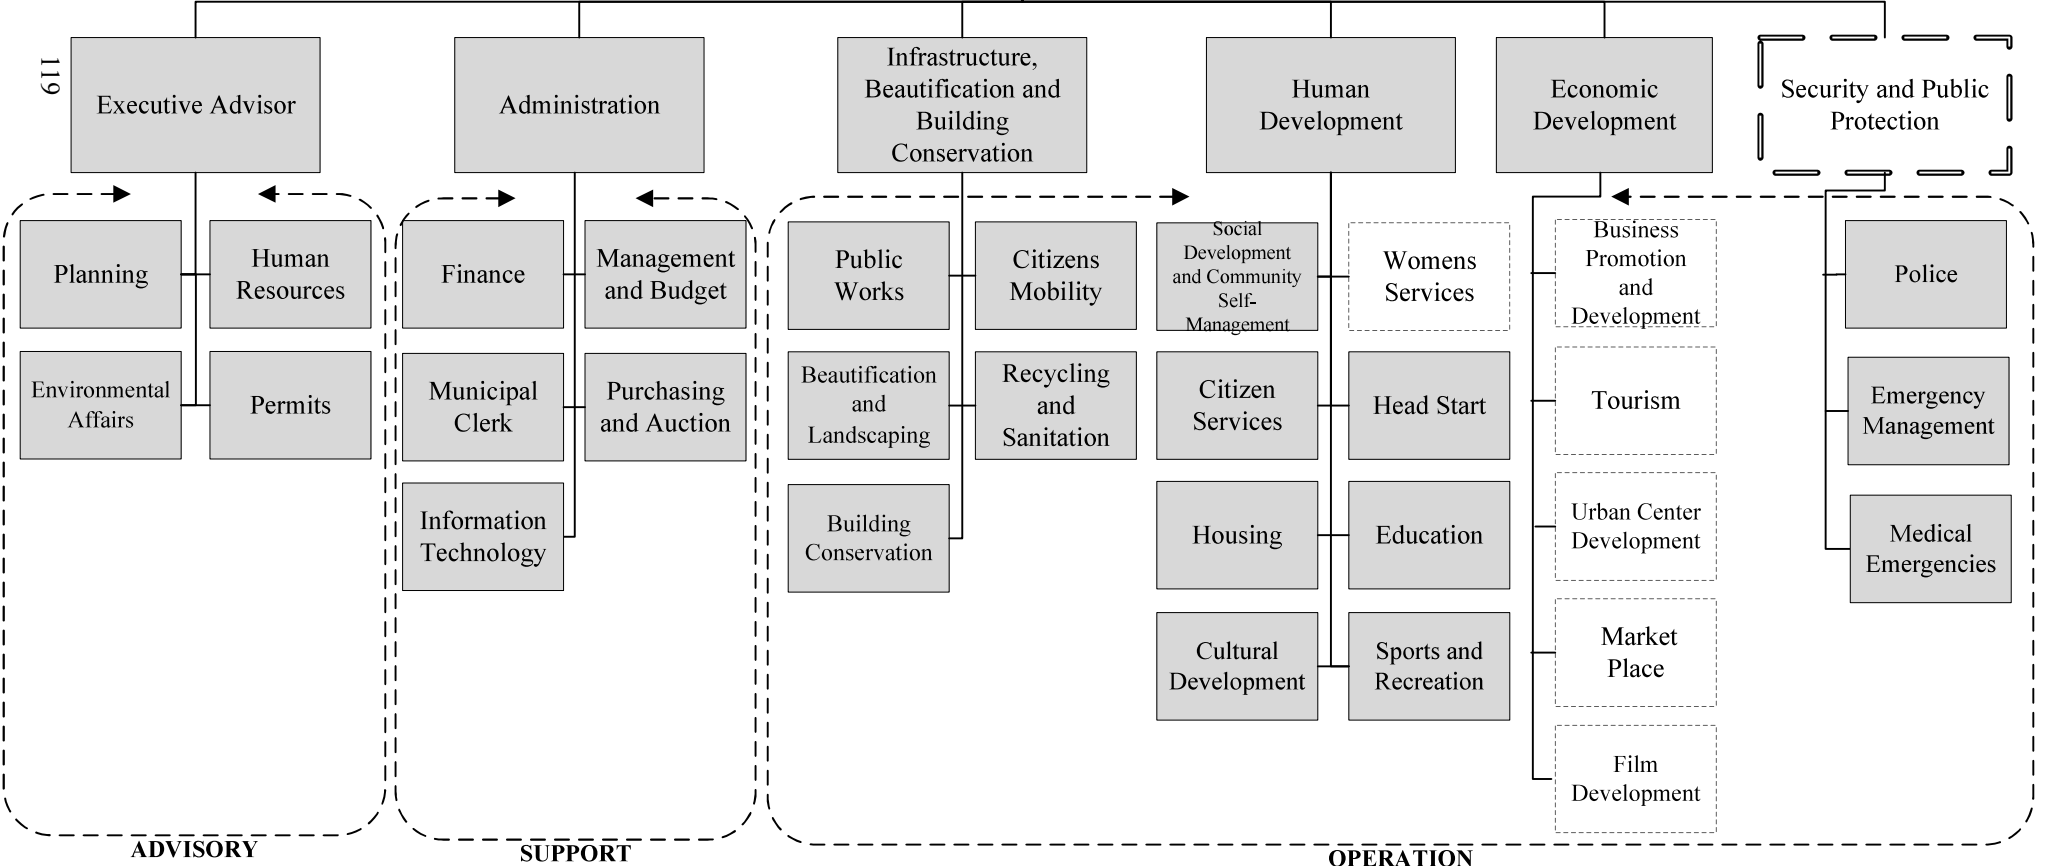 119
Executive Advisor
Administration
Infrastructure,
Beautification and
Building
Conservation
Human
Development
Economic
Development
Security and Public
Protection
Planning
Human
Resources
Environmental
Affairs
Permits
Finance
Management
and Budget
Municipal
Clerk
Purchasing
and Auction
Information
Technology
Public
Works
Citizens
Mobility
Beautification
and
Landscaping
Recycling
and
Sanitation
Building
Conservation
Social
Development
and Community
Self-
Management
Womens
Services
Citizen
Services
Head Start
Housing
Education
Cultural
Development
Sports and
Recreation
Business
Promotion
and
Development
Tourism
Urban Center
Development
Market
Place
Film
Development
Police
Emergency
Management
Medical
Emergencies
ADVISORY
SUPPORT
OPERATION